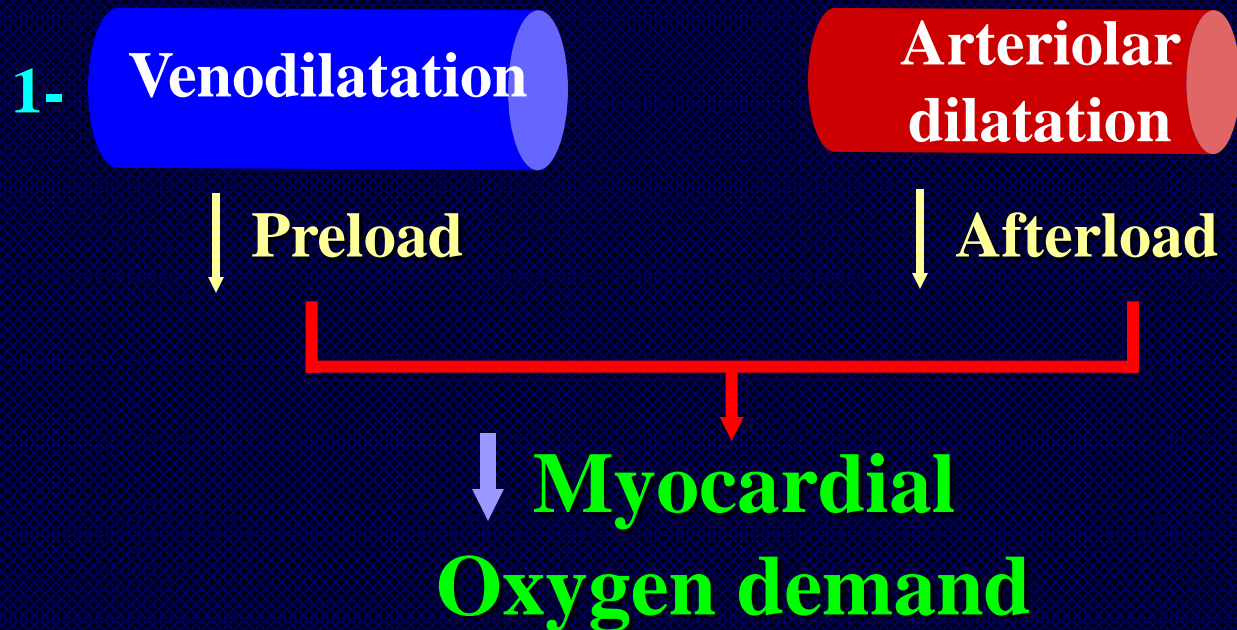 1-
Venodilatation
Arteriolar
dilatation
Preload
Afterload
Myocardial
Oxygen demand